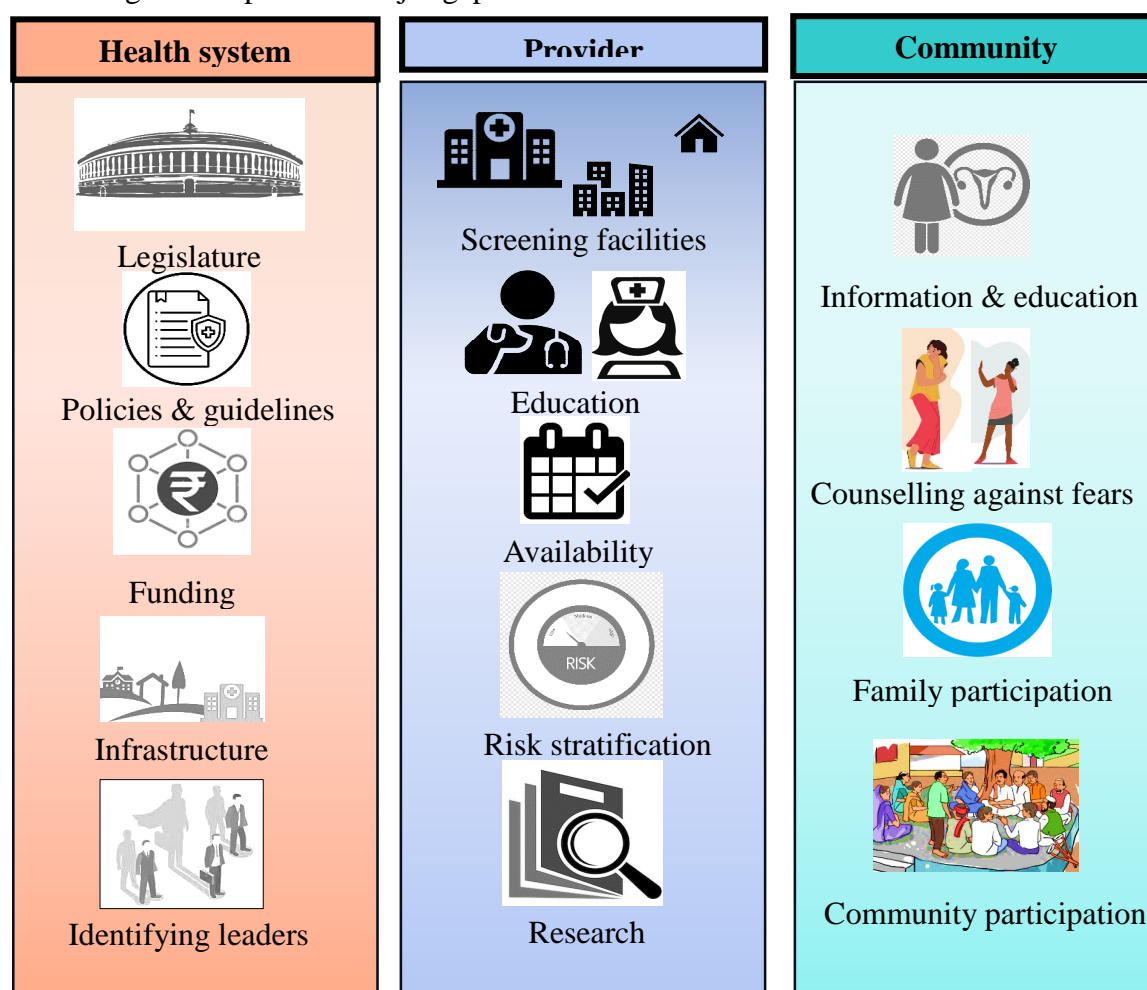 Health system
Legislature
Policies & guidelines
Funding
Infrastructure
Identifying leaders
Provider
Screening facilities
Education
Availability
RISK
Risk stratification
Research
Community
Information & education
Counselling against fears
Family participation
Community participation